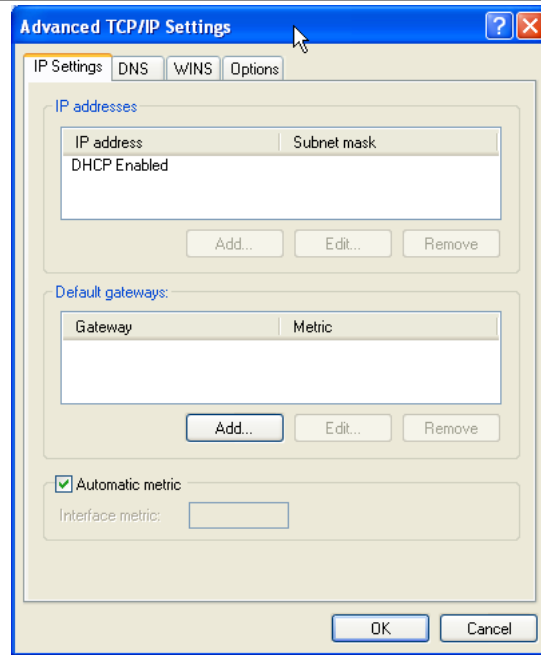 Advanced TCP/IP Settings
IP Settings DNS WINS Options
IP addresses
IP address Subnet mask
DHCP Enabled
Add... Edit... Remove
Default gateways:
Gateway Metric
Add... Edit... Remove
Automatic metric
Interface metric:
OK Cancel